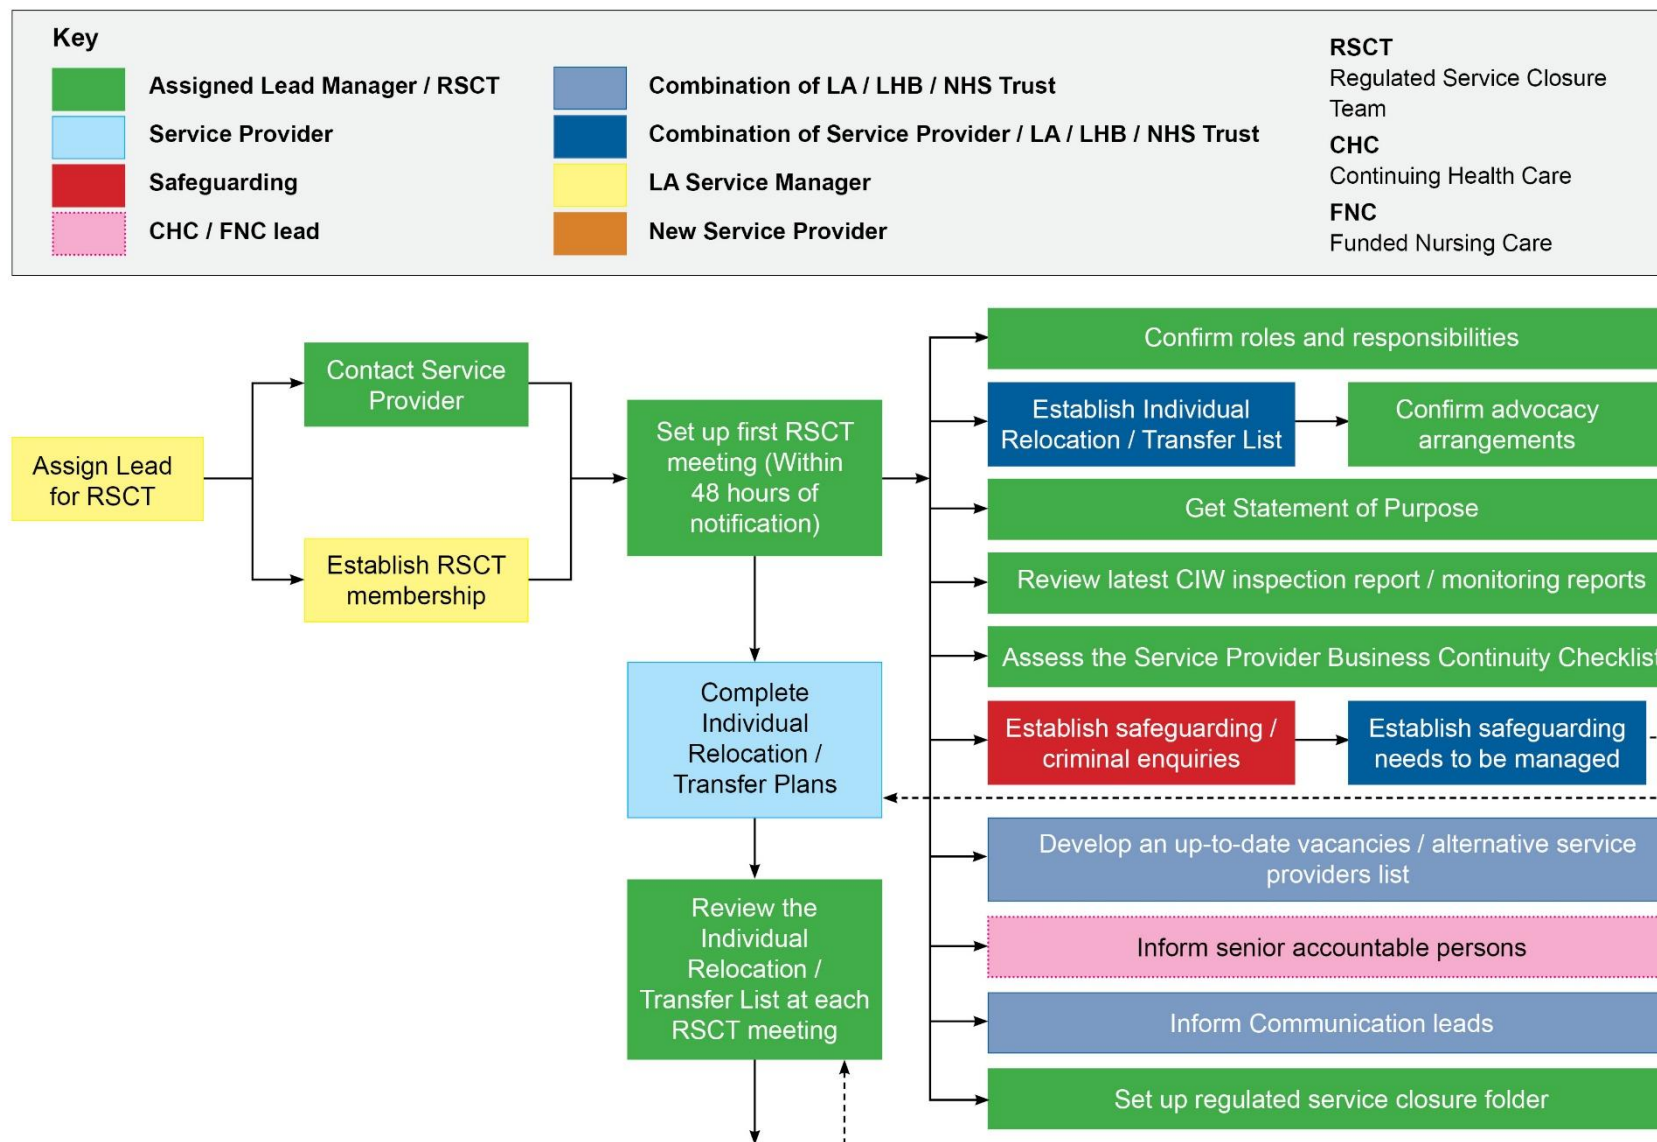 Key
Assigned Lead Manager / RSCT
Service Provider
Safeguarding
CHC / FNC lead
Combination of LA / LHB / NHS Trust
Combination of Service Provider / LA / LHB / NHS Trust
LA Service Manager
New Service Provider
RSCT
Regulated Service Closure
Team
CHC
Continuing Health Care
FNC
Funded Nursing Care
Assign Lead
for RSCT
Contact Service
Provider
Establish RSCT
membership
Set up first RSCT
meeting (Within
48 hours of
notification)
Complete
Individual
Relocation /
Transfer Plans
Review the
Individual
Relocation /
Transfer List at each
RSCT meeting
Confirm roles and responsibilities
Establish Individual
Relocation / Transfer List
Confirm advocacy
arrangements
Get Statement of Purpose
Review latest CIW inspection report / monitoring reports
Assess the Service Provider Business Continuity Checklist
Establish safeguarding /
criminal enquiries
Establish safeguarding
needs to be managed
Develop an up-to-date vacancies / alternative service
providers list
Inform senior accountable persons
Inform Communication leads
Set up regulated service closure folder